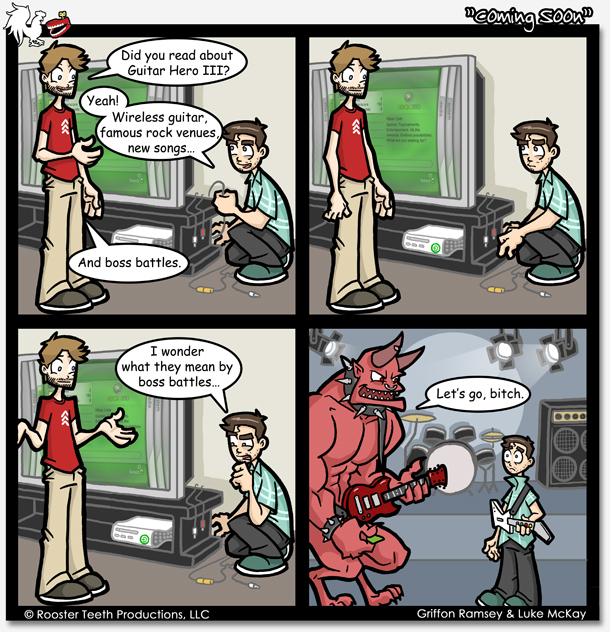 "Coming Soon"
Did you read about
Guitar Hero III?
Yeah!
Wireless guitar,
famous rock venues,
new songs...
And boss battles.
I wonder
what they mean by
boss battles...
Let's go, bitch.
© Rooster Teeth Productions, LLC
Griffon Ramsey & Luke McKay